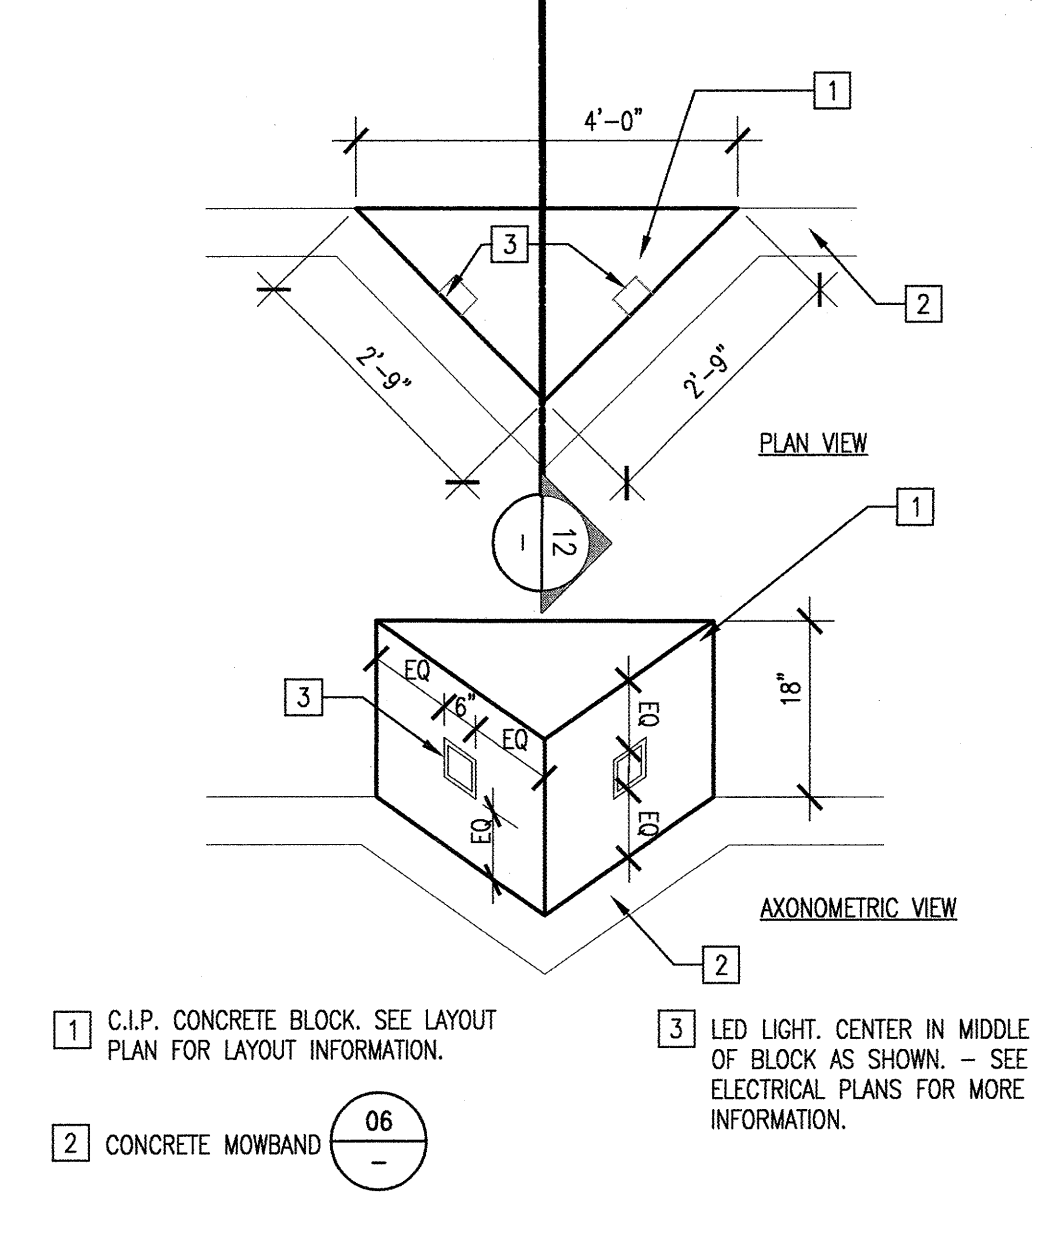 1
4'-0"
3
2
2'-9"
2'-9"
PLAN VIEW
1
12
-
EQ
6"
EQ
3
EQ
EQ
EQ
18"
AXONOMETRIC VIEW
2
1 C.I.P. CONCRETE BLOCK. SEE LAYOUT
PLAN FOR LAYOUT INFORMATION.
2 CONCRETE MOWBAND 06
-
3 LED LIGHT. CENTER IN MIDDLE
OF BLOCK AS SHOWN. – SEE
ELECTRICAL PLANS FOR MORE
INFORMATION.